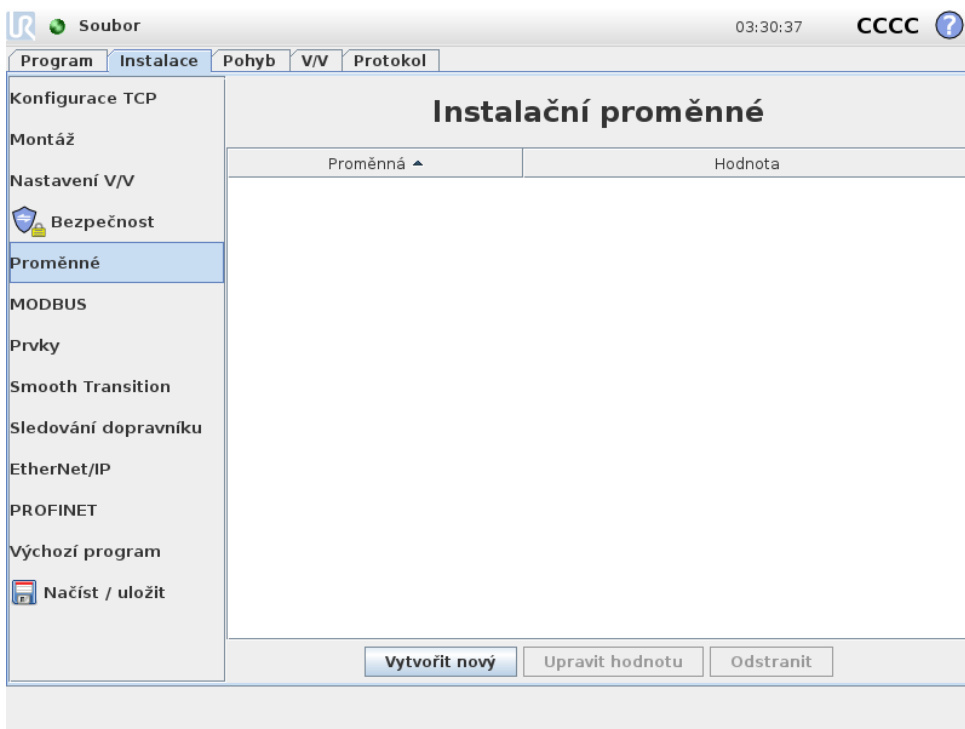 UR Soubor 03:30:37 CCCC ?
Program Instalace Pohyb V/V Protokol
Konfigurace TCP
Montáž
Nastavení V/V
Bezpečnost
Proměnné
MODBUS
Prvky
Smooth Transition
Sledování dopravníku
EtherNet/IP
PROFINET
Výchozí program
Načíst / uložit
Instalační proměnné
Proměnná Hodnota
Vytvořit nový Upravit hodnotu Odstranit